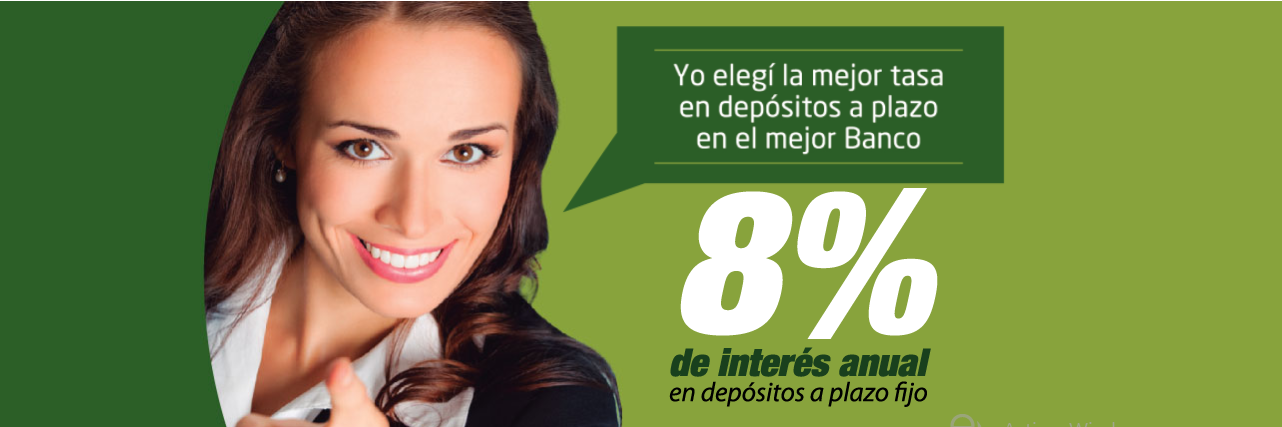 Yo elegí la mejor tasa
en depósitos a plazo
en el mejor Banco
8%
de interés anual
en depósitos a plazo fijo